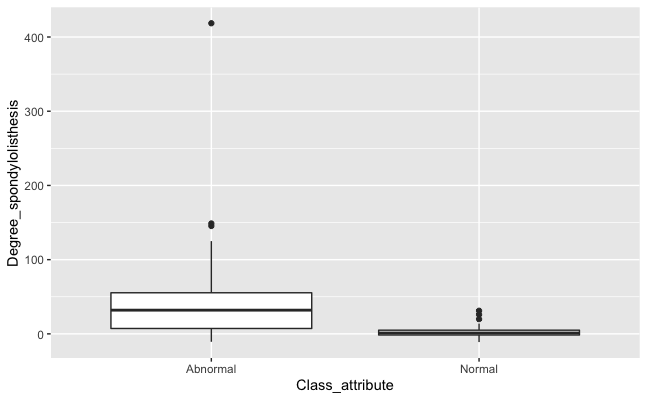 Degree_spondylolisthesis
400
300
200
100
0
Abnormal
Normal
Class_attribute